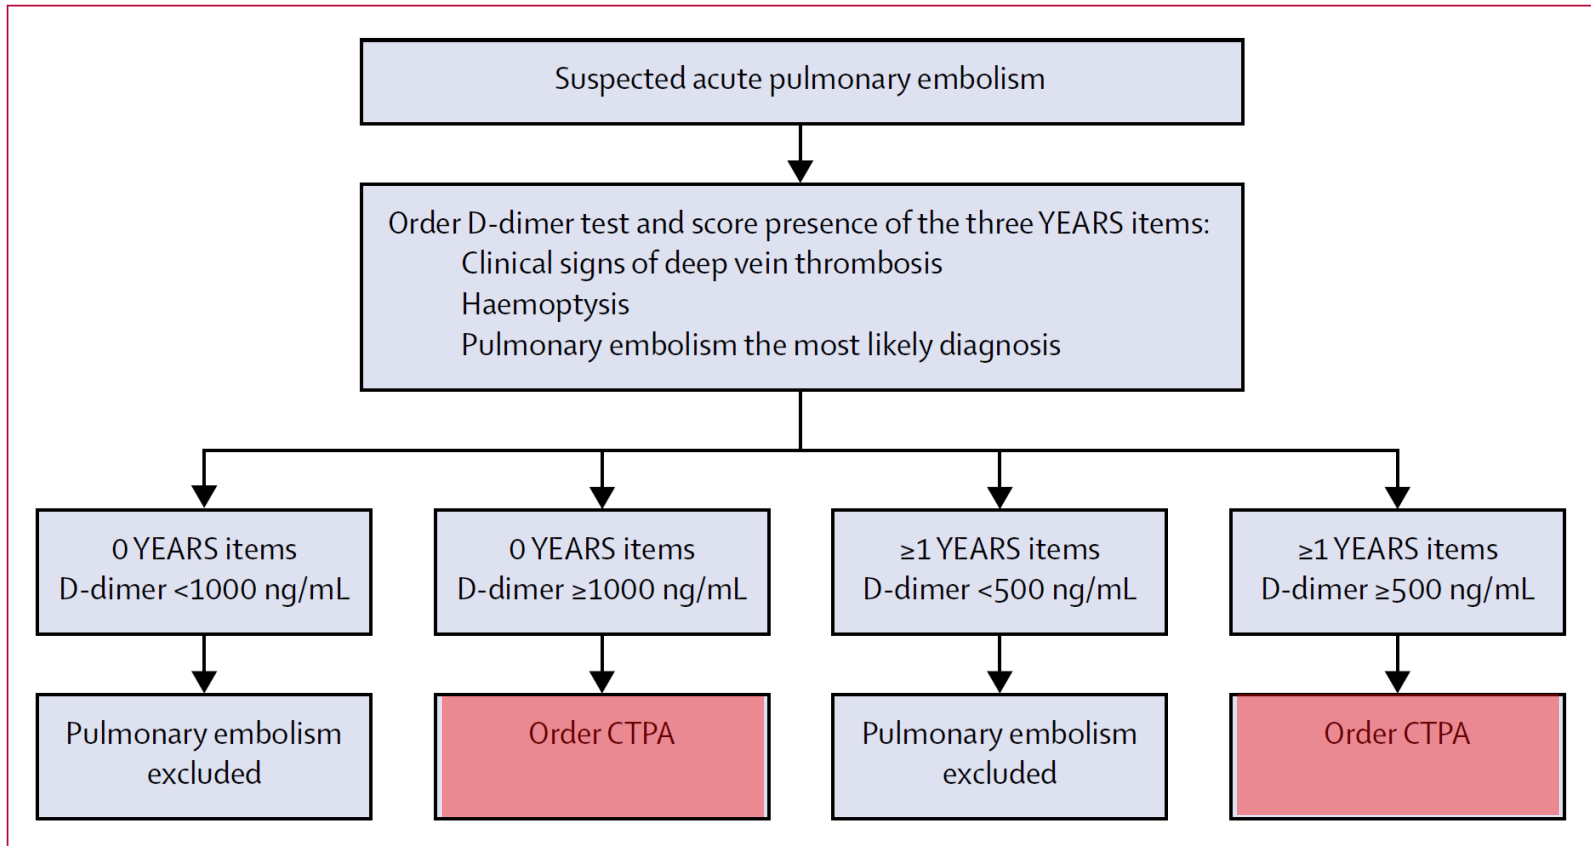 Suspected acute pulmonary embolism
Order D-dimer test and score presence of the three YEARS items:
Clinical signs of deep vein thrombosis
Haemoptysis
Pulmonary embolism the most likely diagnosis
0 YEARS items
D-dimer <1000 ng/mL
0 YEARS items
D-dimer ≥1000 ng/mL
≥1 YEARS items
D-dimer <500 ng/mL
≥1 YEARS items
D-dimer ≥500 ng/mL
Pulmonary embolism
excluded
Order CTPA
Pulmonary embolism
excluded
Order CTPA